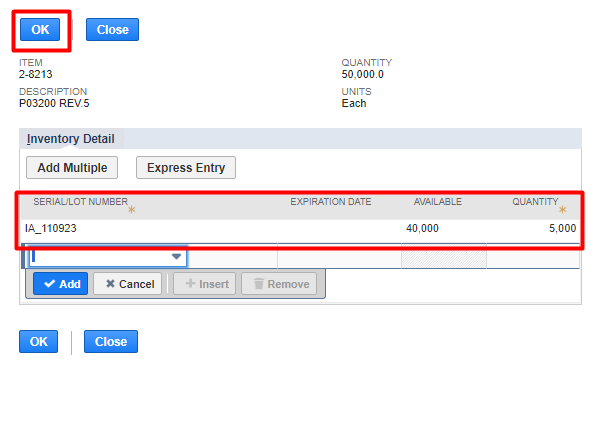 OK Close
ITEM QUANTITY
2-8213 50,000.0
DESCRIPTION UNITS
P03200 REV.5 Each
Inventory Detail
Add Multiple Express Entry
SERIAL/LOT NUMBER EXPIRATION DATE AVAILABLE QUANTITY
* *
IA_110923 40,000 5,000
Add Cancel Insert Remove
OK Close